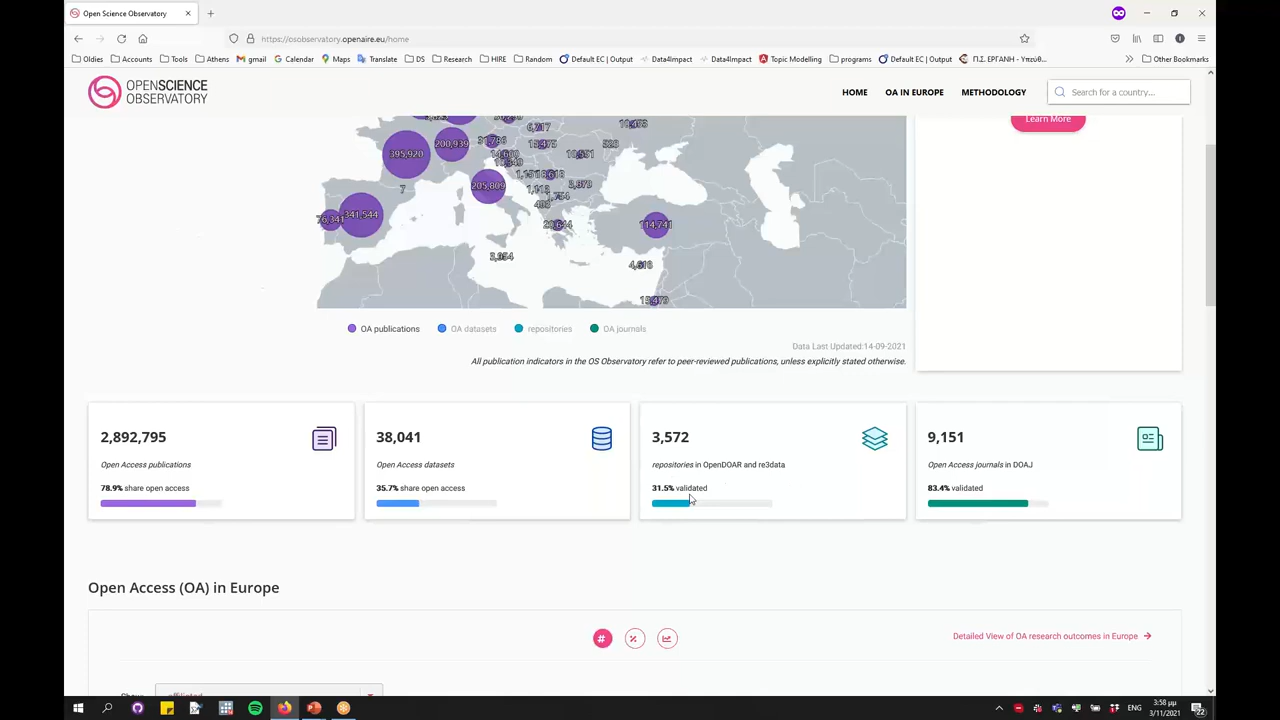 Open Science Observatory
https://osobservatory.openaire.eu/home
Oldies Accounts Tools Athens gmail Calendar Maps Translate DS Research HIRE Random Default EC | Output Data4Impact Data4Impact Topic Modelling programs Default EC | Output Π.Σ. ΕΡΓΑΝΗ - Υπεύθ... Other Bookmarks
OPENSCIENCE
OBSERVATORY
HOME OA IN EUROPE METHODOLOGY Search for a country...
Learn More
395,920
200,939
205,809
7
76,341
341,544
114,741
OA publications OA datasets repositories OA journals
Data Last Updated:14-09-2021
All publication indicators in the OS Observatory refer to peer-reviewed publications, unless explicitly stated otherwise.
2,892,795
Open Access publications
78.9% share open access
38,041
Open Access datasets
35.7% share open access
3,572
repositories in OpenDOAR and re3data
31.5% validated
9,151
Open Access journals in DOAJ
83.4% validated
Open Access (OA) in Europe
Detailed View of OA research outcomes in Europe
3:58 μμ
3/11/2021
22